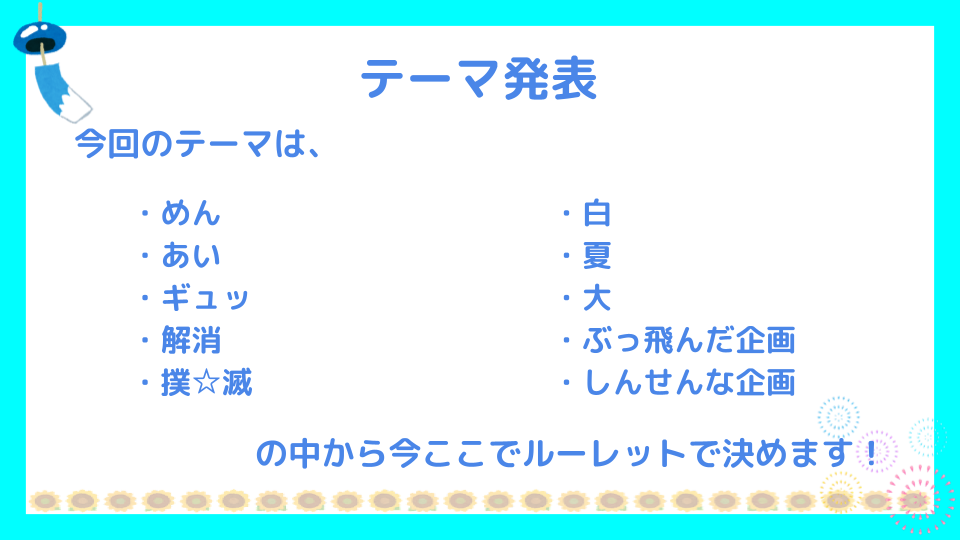 テーマ発表
今回のテーマは、
・めん
・あい
・ギュッ
・解消
・撲☆滅
・白
・夏
・大
・ぶっ飛んだ企画
・しんせんな企画
の中から今ここでルーレットで決めます！